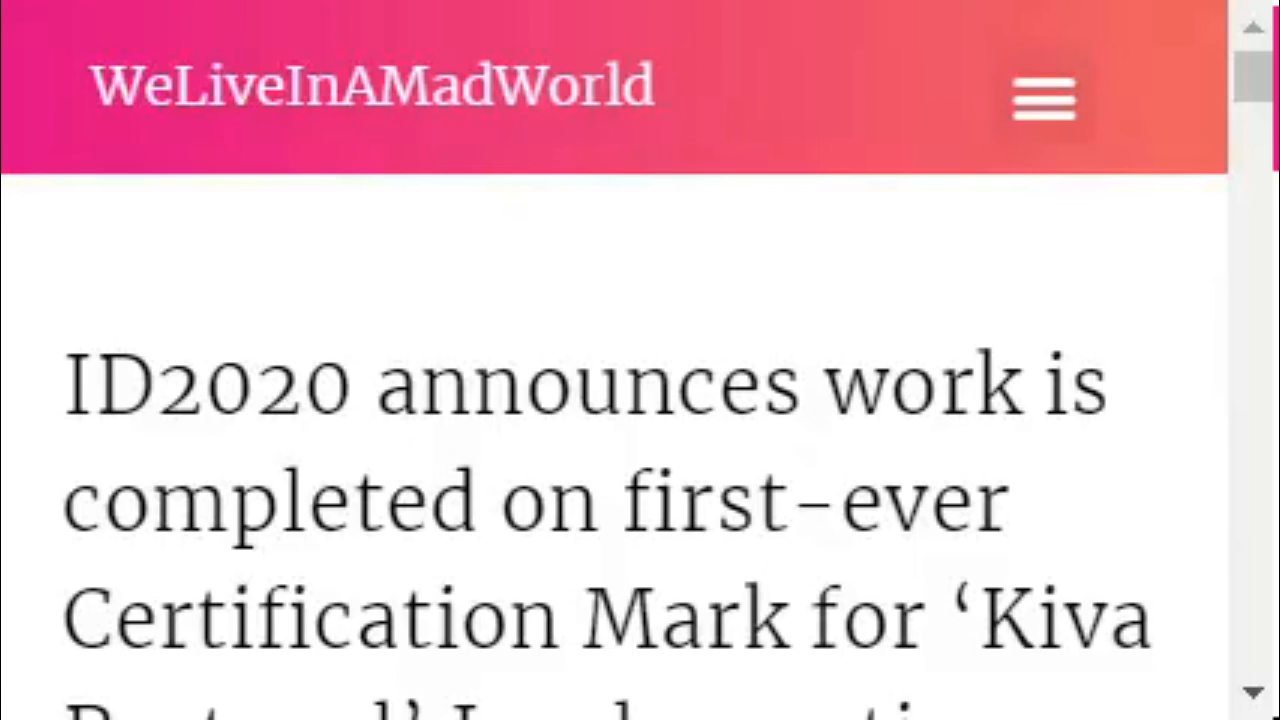 WeLiveInAMadWorld
ID2020 announces work is
completed on first-ever
Certification Mark for ‘Kiva